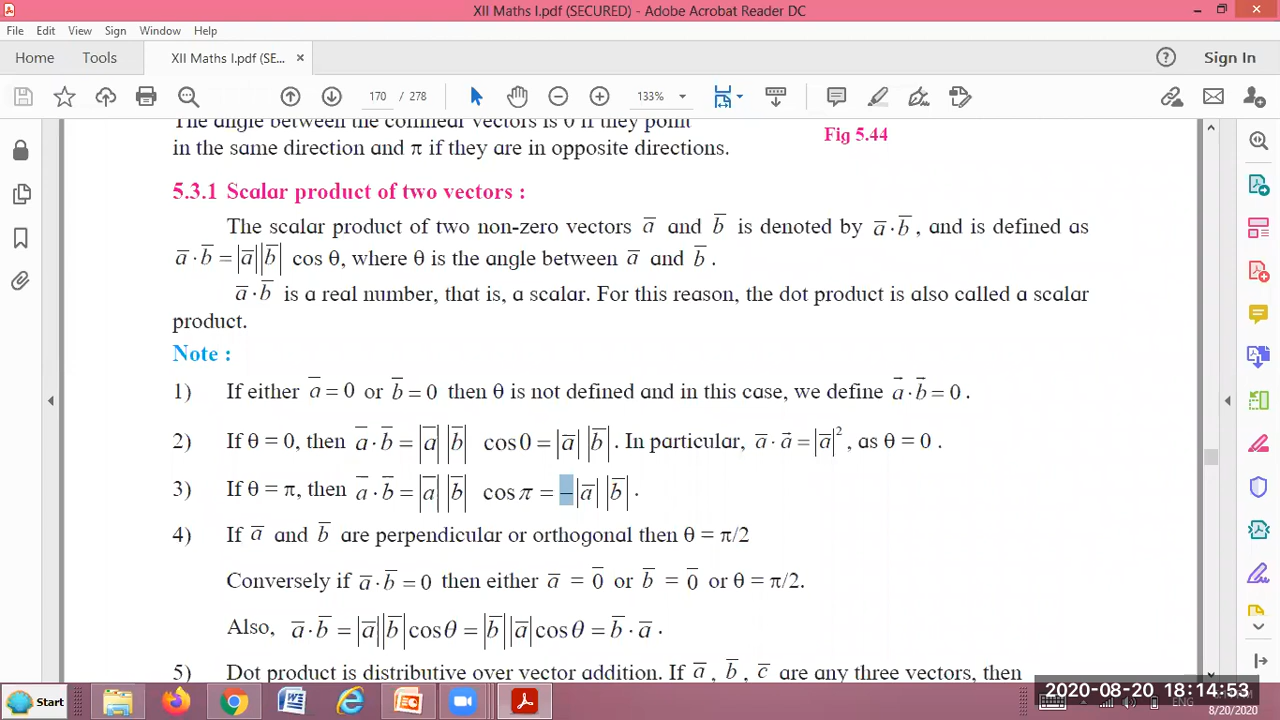 XII Maths I.pdf (SECURED) - Adobe Acrobat Reader DC
File Edit View Sign Window Help
Home Tools XII Maths I.pdf (SE... × Sign In
170 / 278 133%
The angle between the collinear vectors is 0 if they point
in the same direction and π if they are in opposite directions.
Fig 5.44
5.3.1 Scalar product of two vectors :
The scalar product of two non-zero vectors a̅ and b̅ is denoted by a̅ · b̅, and is defined as
a̅ · b̅ = |a̅||b̅| cos θ, where θ is the angle between a̅ and b̅ .
a̅ · b̅ is a real number, that is, a scalar. For this reason, the dot product is also called a scalar
product.
Note :
1) If either a̅ = 0 or b̅ = 0 then θ is not defined and in this case, we define a⃗ · b̅ = 0 .
2) If θ = 0, then a̅ · b̅ = |a̅| |b̅| cos 0 = |a̅| |b̅| . In particular, a̅ · a⃗ = |a̅|², as θ = 0 .
3) If θ = π, then a̅ · b̅ = |a̅| |b̅| cos π = –|a̅| |b̅| .
4) If a̅ and b̅ are perpendicular or orthogonal then θ = π/2
Conversely if a̅ · b̅ = 0 then either a̅ = 0̅ or b̅ = 0̅ or θ = π/2.
Also, a̅ · b̅ = |a̅||b̅| cos θ = |b̅||a̅| cos θ = b̅ · a̅ .
5) Dot product is distributive over vector addition. If a̅ , b̅ , c̅ are any three vectors, then
Start
2020-08-20 18:14:53
ENG 8/20/2020